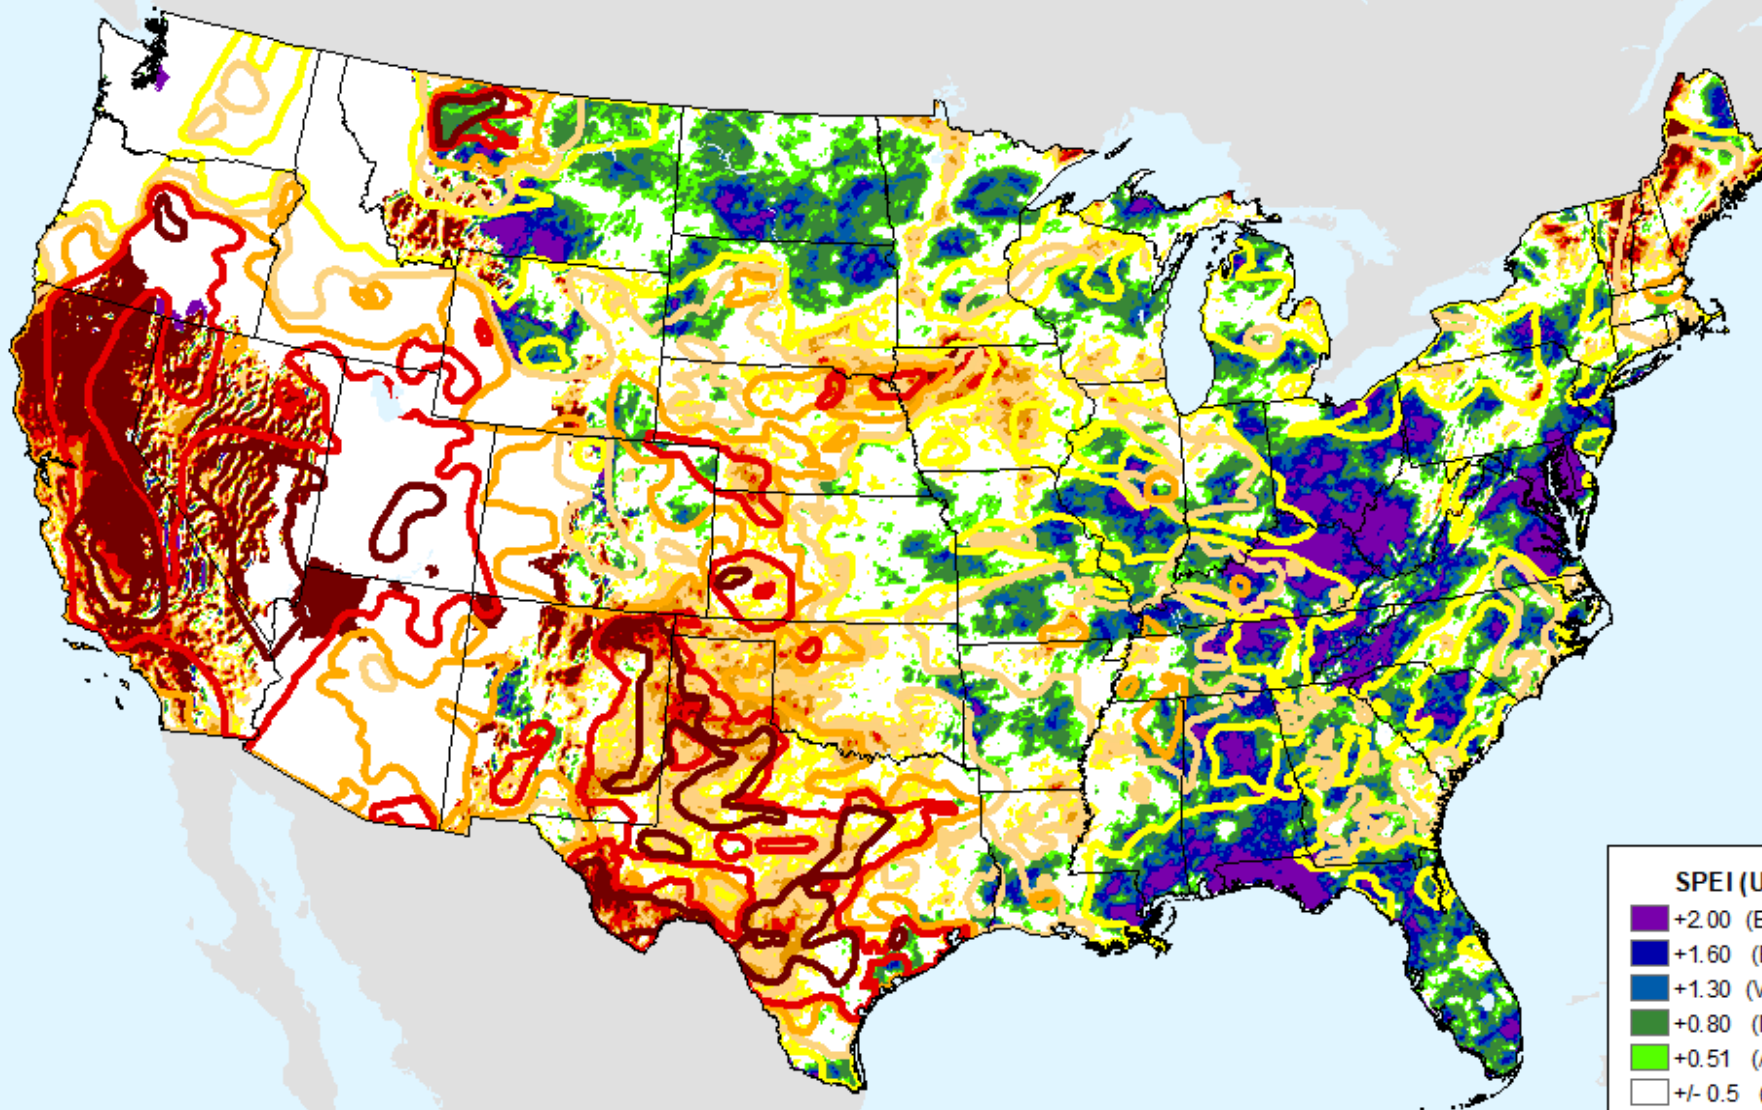 SPEI (U
+2.00 (E
+1.60 (
+1.30 (V
+0.80 (
+0.51 (
+/- 0.5 (